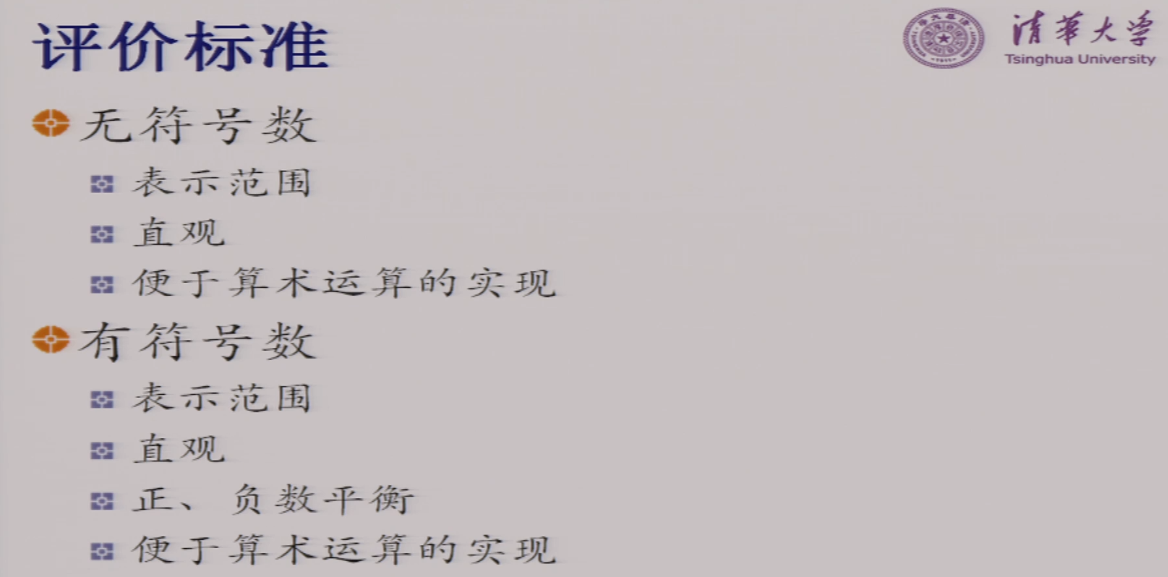 评价标准
清华大学
Tsinghua University
无符号数
表示范围
直观
便于算术运算的实现
有符号数
表示范围
直观
正、负数平衡
便于算术运算的实现